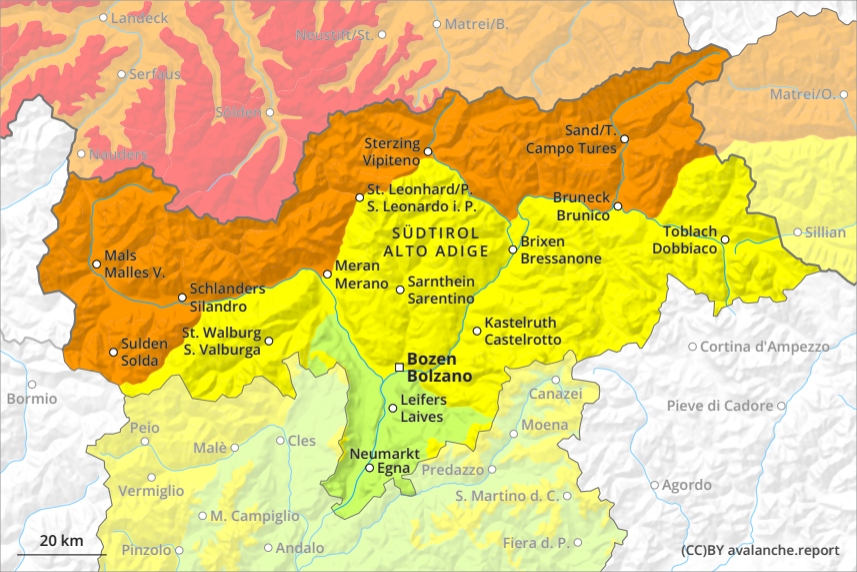 Landeck
Matrei/B.
Neustift/St.
Serfaus
Matrei/O.
Sölden
Nauders
Sterzing
Vipiteno
Sand/T.
Campo Tures
St. Leonhard/P.
S. Leonardo i. P.
Bruneck
Brunico
SÜDTIROL
ALTO ADIGE
Toblach
Dobbiaco
Sillian
Brixen
Bressanone
Mals
Malles V.
Meran
Merano
Sarnthein
Sarentino
Schlanders
Silandro
St. Walburg
S. Valburga
Kastelruth
Castelrotto
Sulden
Solda
Bozen
Bolzano
Cortina d'Ampezzo
Bormio
Leifers
Laives
Canazei
Pieve di Cadore
Peio
Malè
Cles
Moena
Neumarkt
Egna
Predazzo
Vermiglio
Agordo
S. Martino d. C.
M. Campiglio
Fiera d. P.
20 km
Pinzolo
Andalo
(CC)BY avalanche.report